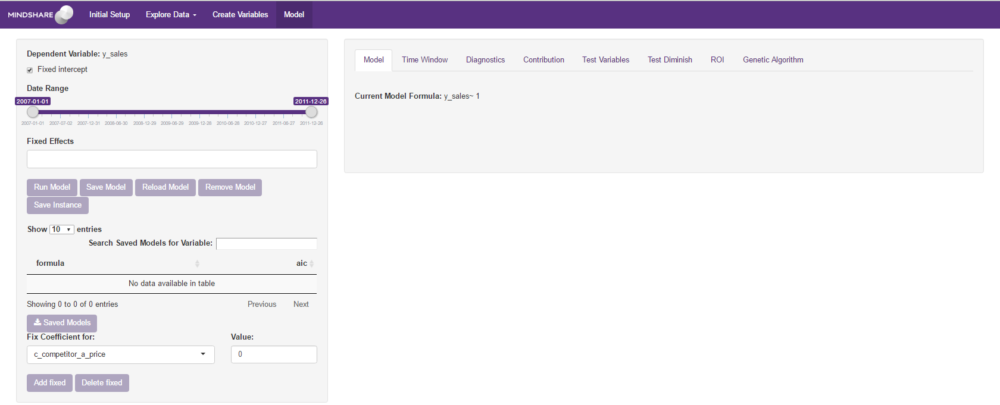 MINDSHARE
Initial Setup
Explore Data
Create Variables
Model
Dependent Variable: y_sales
Fixed intercept
Date Range
2007-01-01 2011-12-26
2007-01-01 2007-07-02 2007-12-31 2008-06-30 2008-12-29 2009-06-29 2009-12-28 2010-06-28 2010-12-27 2011-06-27 2011-12-26
Fixed Effects
Run Model Save Model Reload Model Remove Model
Save Instance
Show 10 entries
Search Saved Models for Variable:
formula aic
No data available in table
Showing 0 to 0 of 0 entries Previous Next
Saved Models
Fix Coefficient for: Value:
c_competitor_a_price 0
Add fixed Delete fixed
Model Time Window Diagnostics Contribution Test Variables Test Diminish ROI Genetic Algorithm
Current Model Formula: y_sales~ 1